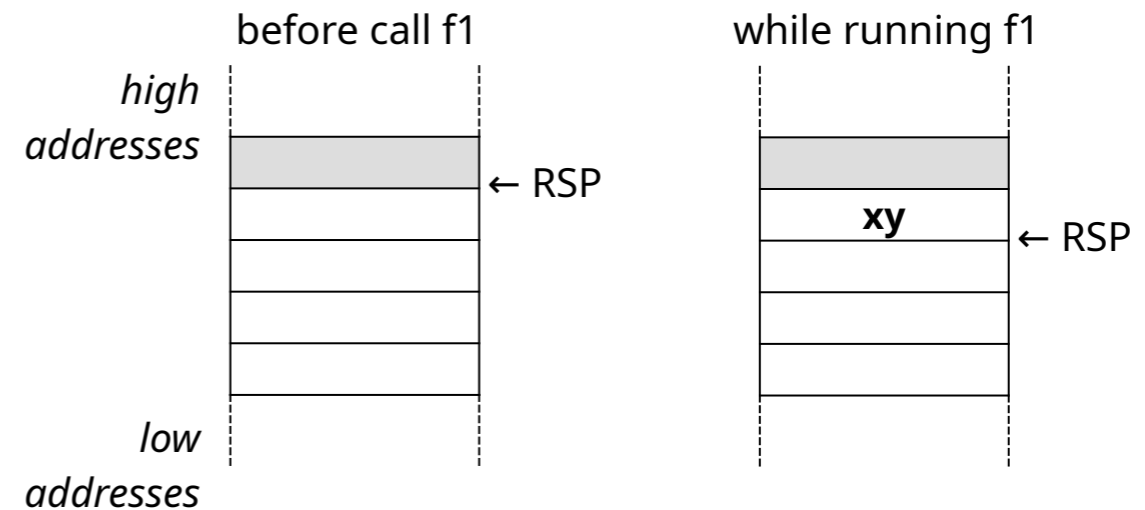 before call f1
while running f1
high
addresses
← RSP
xy
← RSP
low
addresses